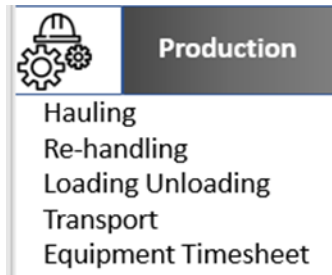 Production
Hauling
Re-handling
Loading Unloading
Transport
Equipment Timesheet